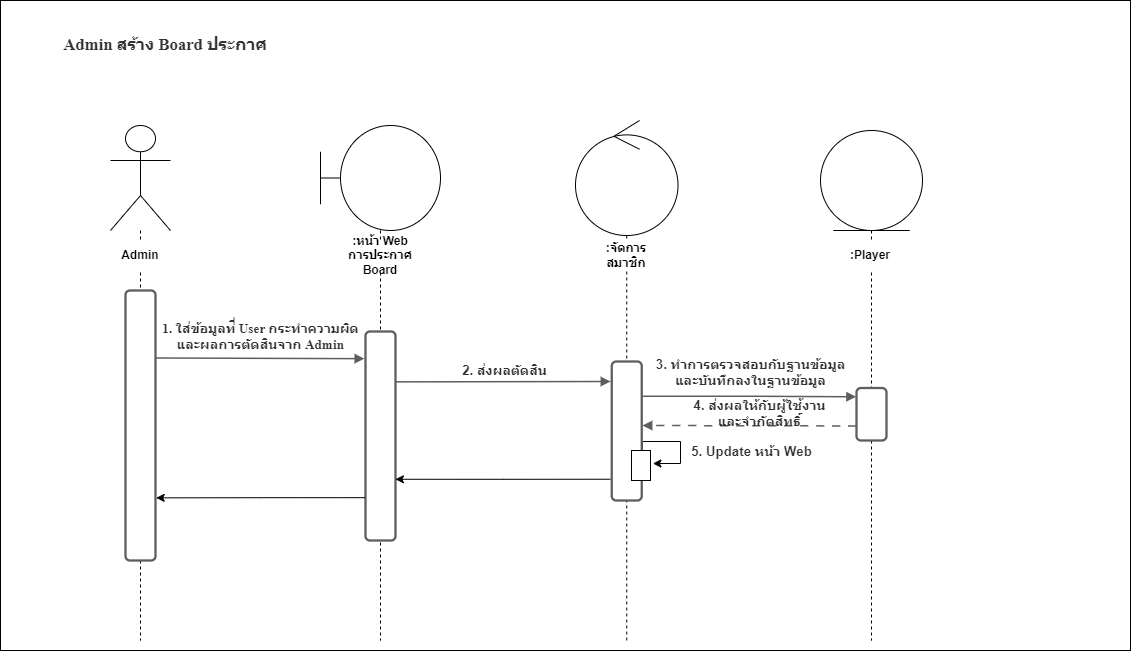 Admin สร้าง Board ประกาศ
Admin
:หน้า Web
การประกาศ
Board
:จัดการ
สมาชิก
:Player
1. ใส่ข้อมูลที่ User กระทำความผิด
และผลการตัดสินจาก Admin
2. ส่งผลตัดสิน
3. ทำการตรวจสอบกับฐานข้อมูล
และบันทึกลงในฐานข้อมูล
4. ส่งผลให้กับผู้ใช้งาน
และจำกัดสิทธิ์
5. Update หน้า Web